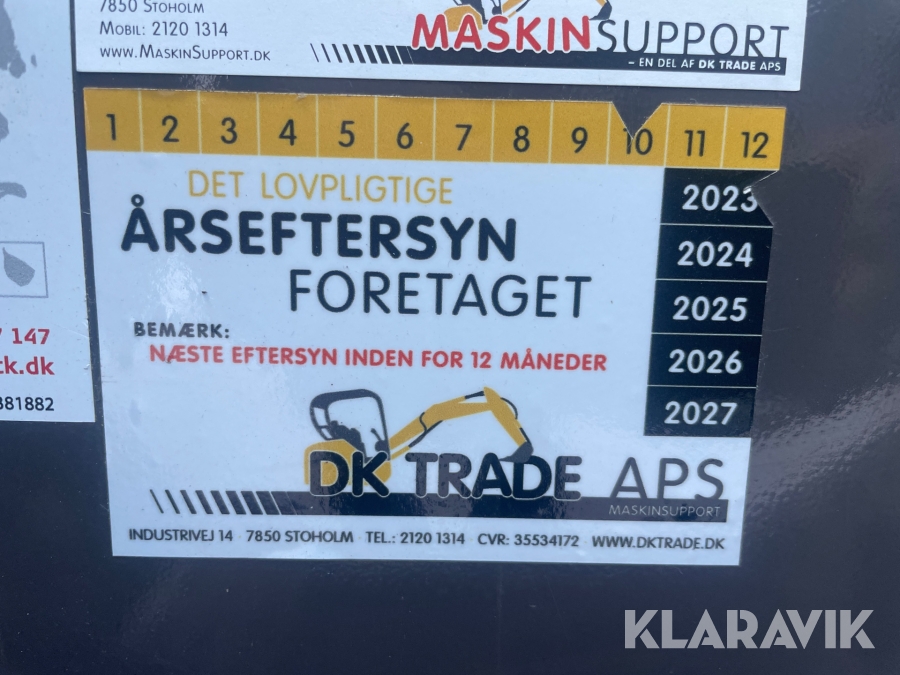 7850 STOHOLM
MOBIL: 2120 1314
WWW.MASKINSUPPORT.DK
MASKINSUPPORT
– EN DEL AF DK TRADE APS
1 2 3 4 5 6 7 8 9 10 11 12
DET LOVPLIGTIGE
ÅRSEFTERSYN
FORETAGET
BEMÆRK:
NÆSTE EFTERSYN INDEN FOR 12 MÅNEDER
2023
2024
2025
2026
2027
147
k.dk
381882
DK TRADE APS
MASKINSUPPORT
INDUSTRIVEJ 14 · 7850 STOHOLM · TEL.: 2120 1314 · CVR: 35534172 · WWW.DKTRADE.DK
KLARAVIK